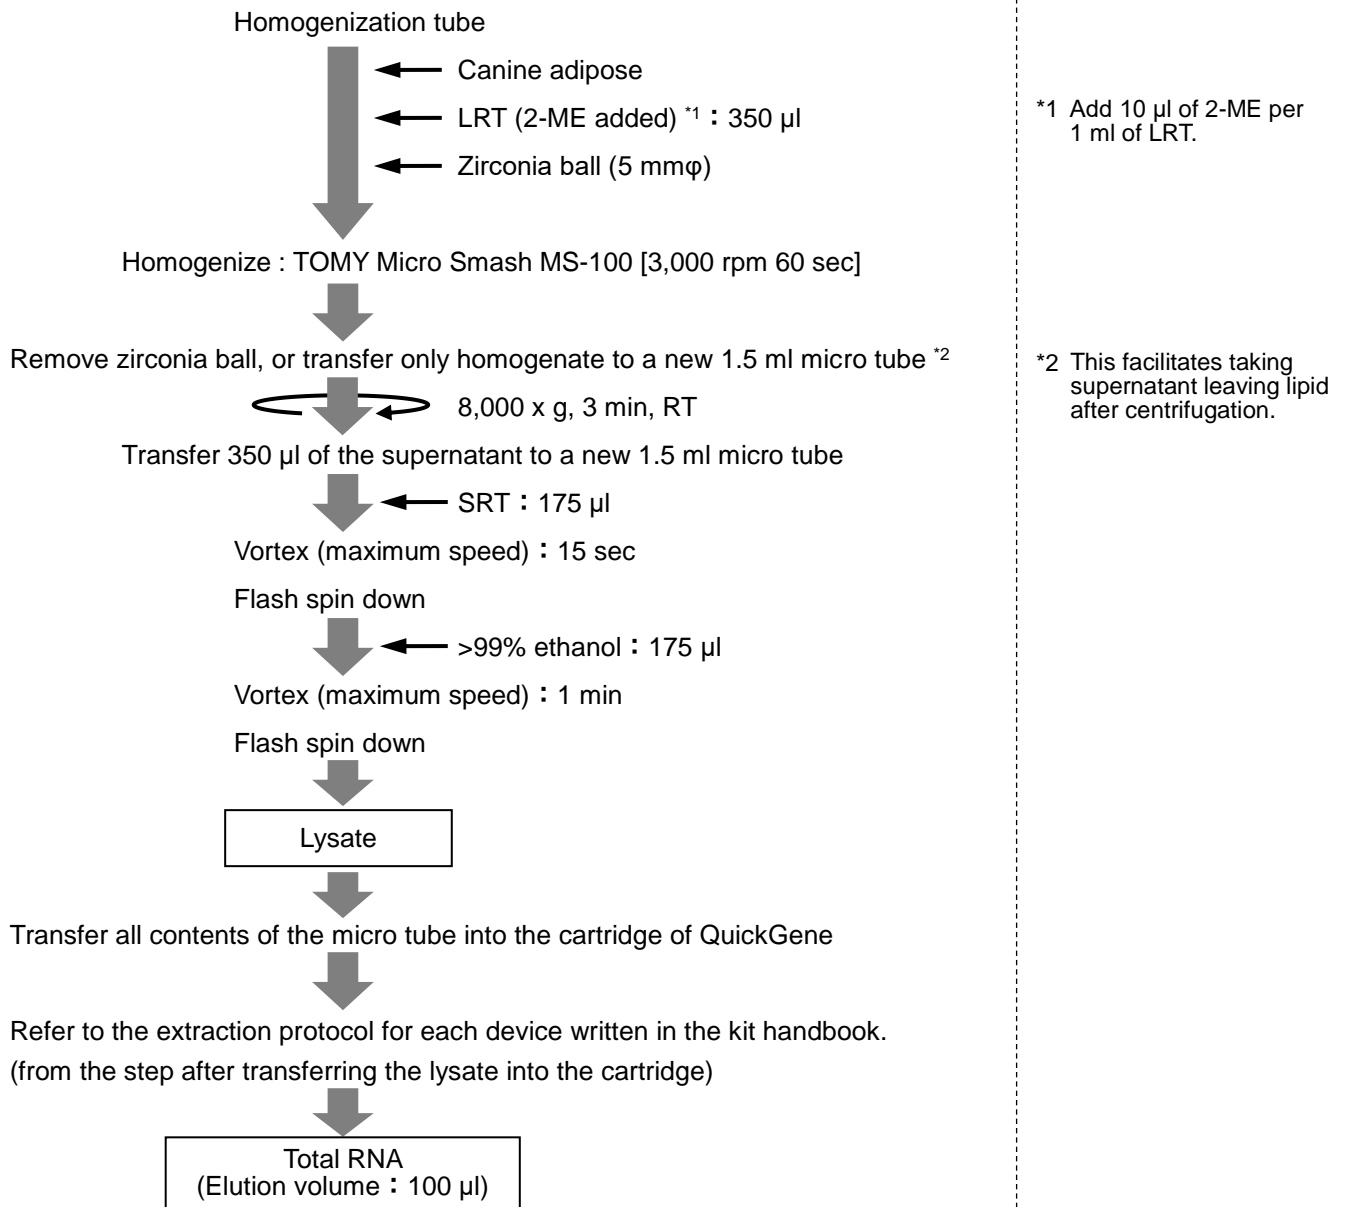 Homogenization tube
Canine adipose
LRT (2-ME added) *1：350 µl
Zirconia ball (5 mmφ)
*1 Add 10 µl of 2-ME per
1 ml of LRT.
Homogenize : TOMY Micro Smash MS-100 [3,000 rpm 60 sec]
Remove zirconia ball, or transfer only homogenate to a new 1.5 ml micro tube *2
*2 This facilitates taking
supernatant leaving lipid
after centrifugation.
8,000 x g, 3 min, RT
Transfer 350 µl of the supernatant to a new 1.5 ml micro tube
SRT：175 µl
Vortex (maximum speed)：15 sec
Flash spin down
>99% ethanol：175 µl
Vortex (maximum speed)：1 min
Flash spin down
Lysate
Transfer all contents of the micro tube into the cartridge of QuickGene
Refer to the extraction protocol for each device written in the kit handbook.
(from the step after transferring the lysate into the cartridge)
Total RNA
(Elution volume：100 µl)